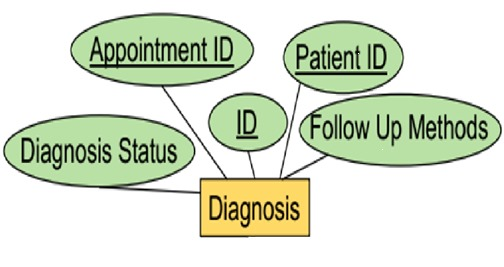 Appointment ID
Patient ID
ID
Follow Up Methods
Diagnosis Status
Diagnosis